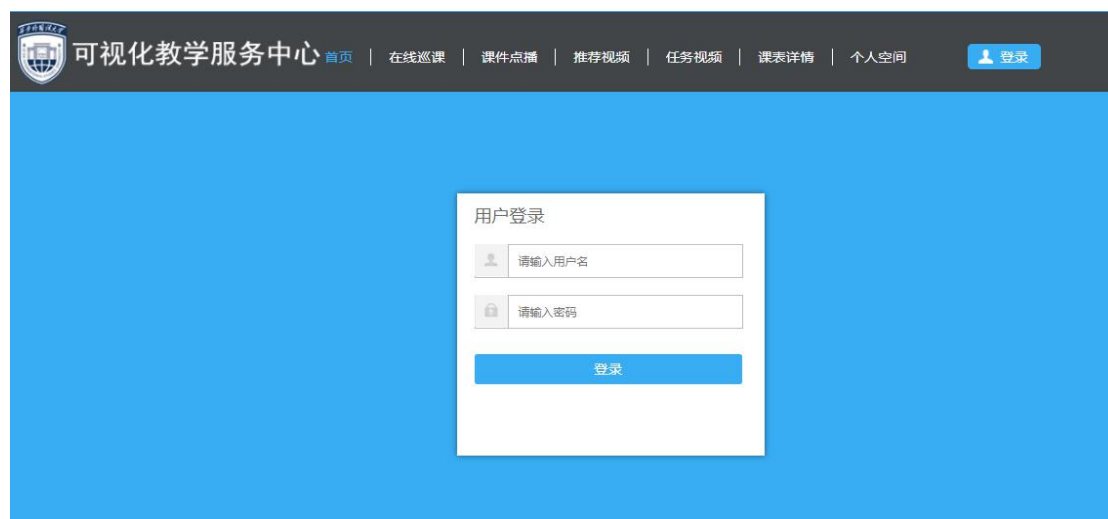 可视化教学服务中心 首页 | 在线巡课 | 课件点播 | 推荐视频 | 任务视频 | 课表详情 | 个人空间 登录
用户登录
请输入用户名
请输入密码
登录